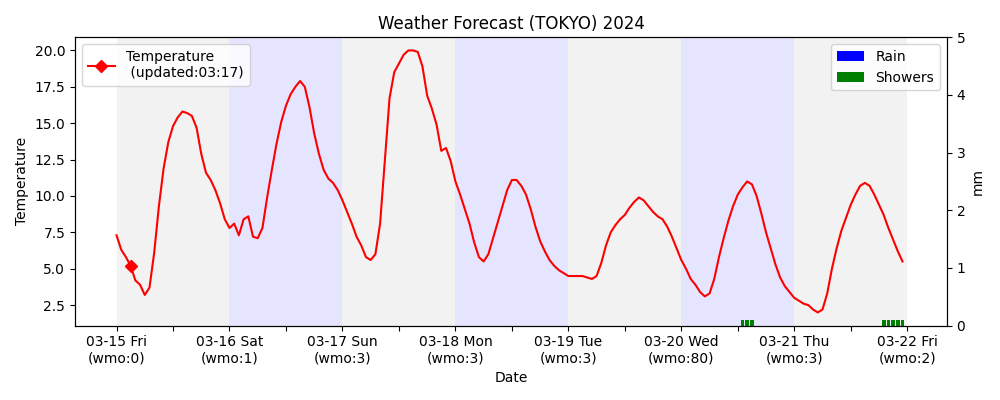 Weather Forecast (TOKYO) 2024
Temperature
(updated:03:17)
Rain
Showers
Temperature
20.0
17.5
15.0
12.5
10.0
7.5
5.0
2.5
5
4
3
2
1
0
mm
03-15 Fri
(wmo:0)
03-16 Sat
(wmo:1)
03-17 Sun
(wmo:3)
03-18 Mon
(wmo:3)
03-19 Tue
(wmo:3)
03-20 Wed
(wmo:80)
03-21 Thu
(wmo:3)
03-22 Fri
(wmo:2)
Date